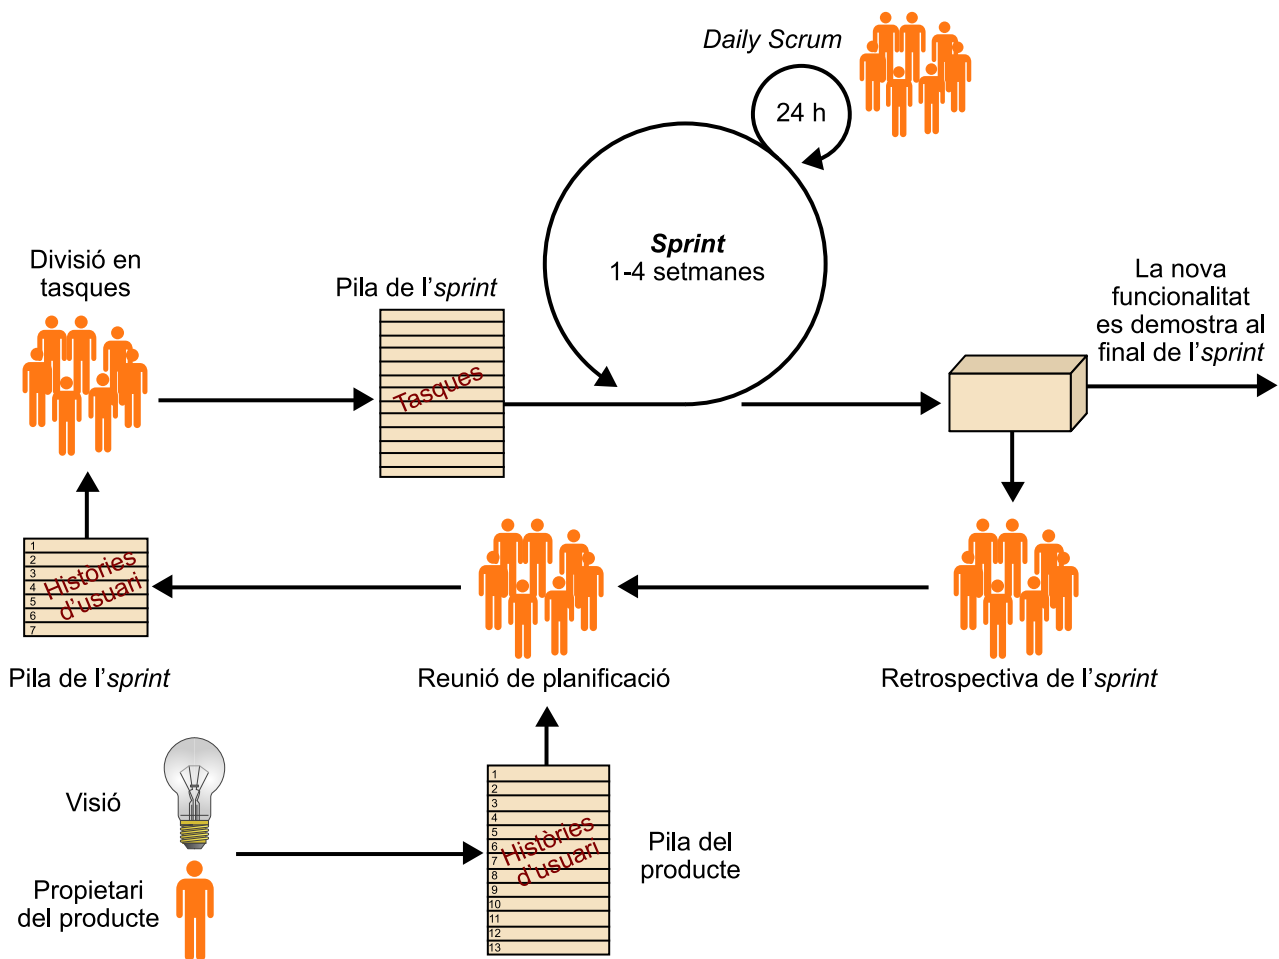 Daily Scrum
24 h
Sprint
1-4 setmanes
Divisió en
tasques
Pila de l’sprint
Tasques
La nova
funcionalitat
es demostra al
final de l’sprint
1
2
3
4
5
6
7
Històries
d’usuari
Pila de l’sprint
Reunió de planificació
Retrospectiva de l’sprint
Visió
Propietari
del producte
1
2
3
4
5
6
7
8
9
10
11
12
13
Històries
d’usuari
Pila del
producte